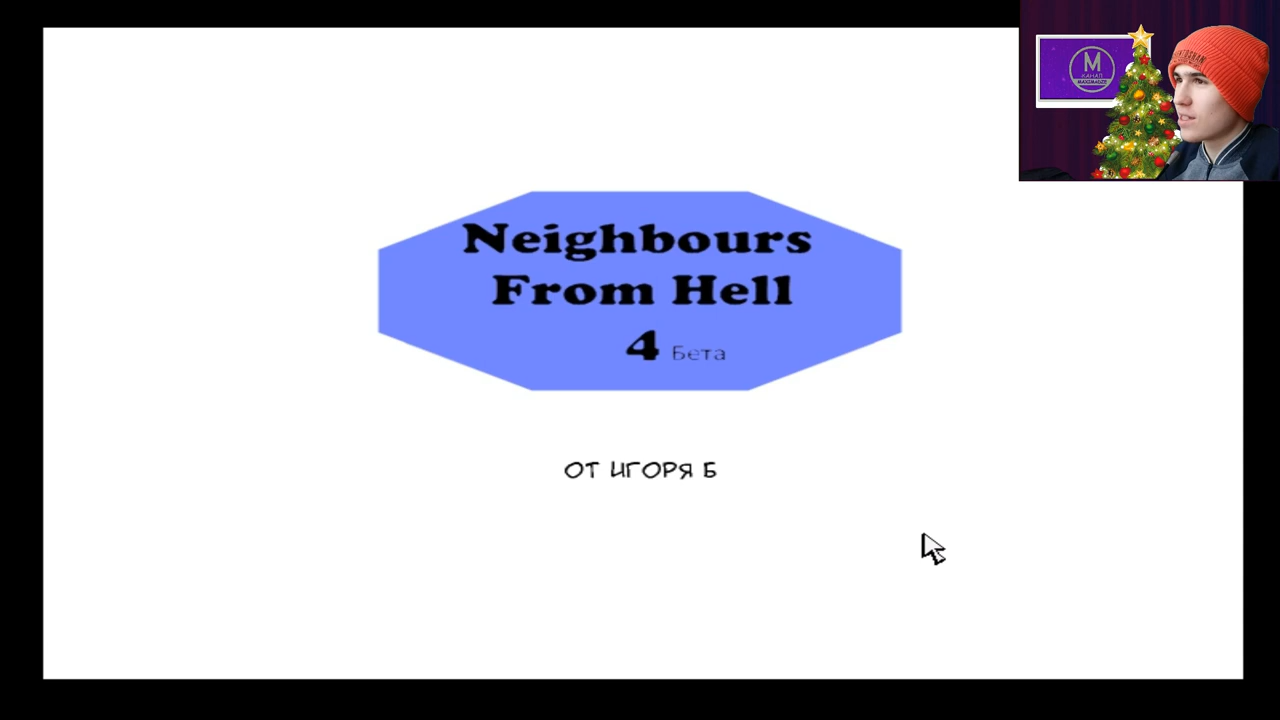 Neighbours
From Hell
4 Бета
ОТ ИГОРЯ Б
M
КАНАЛ